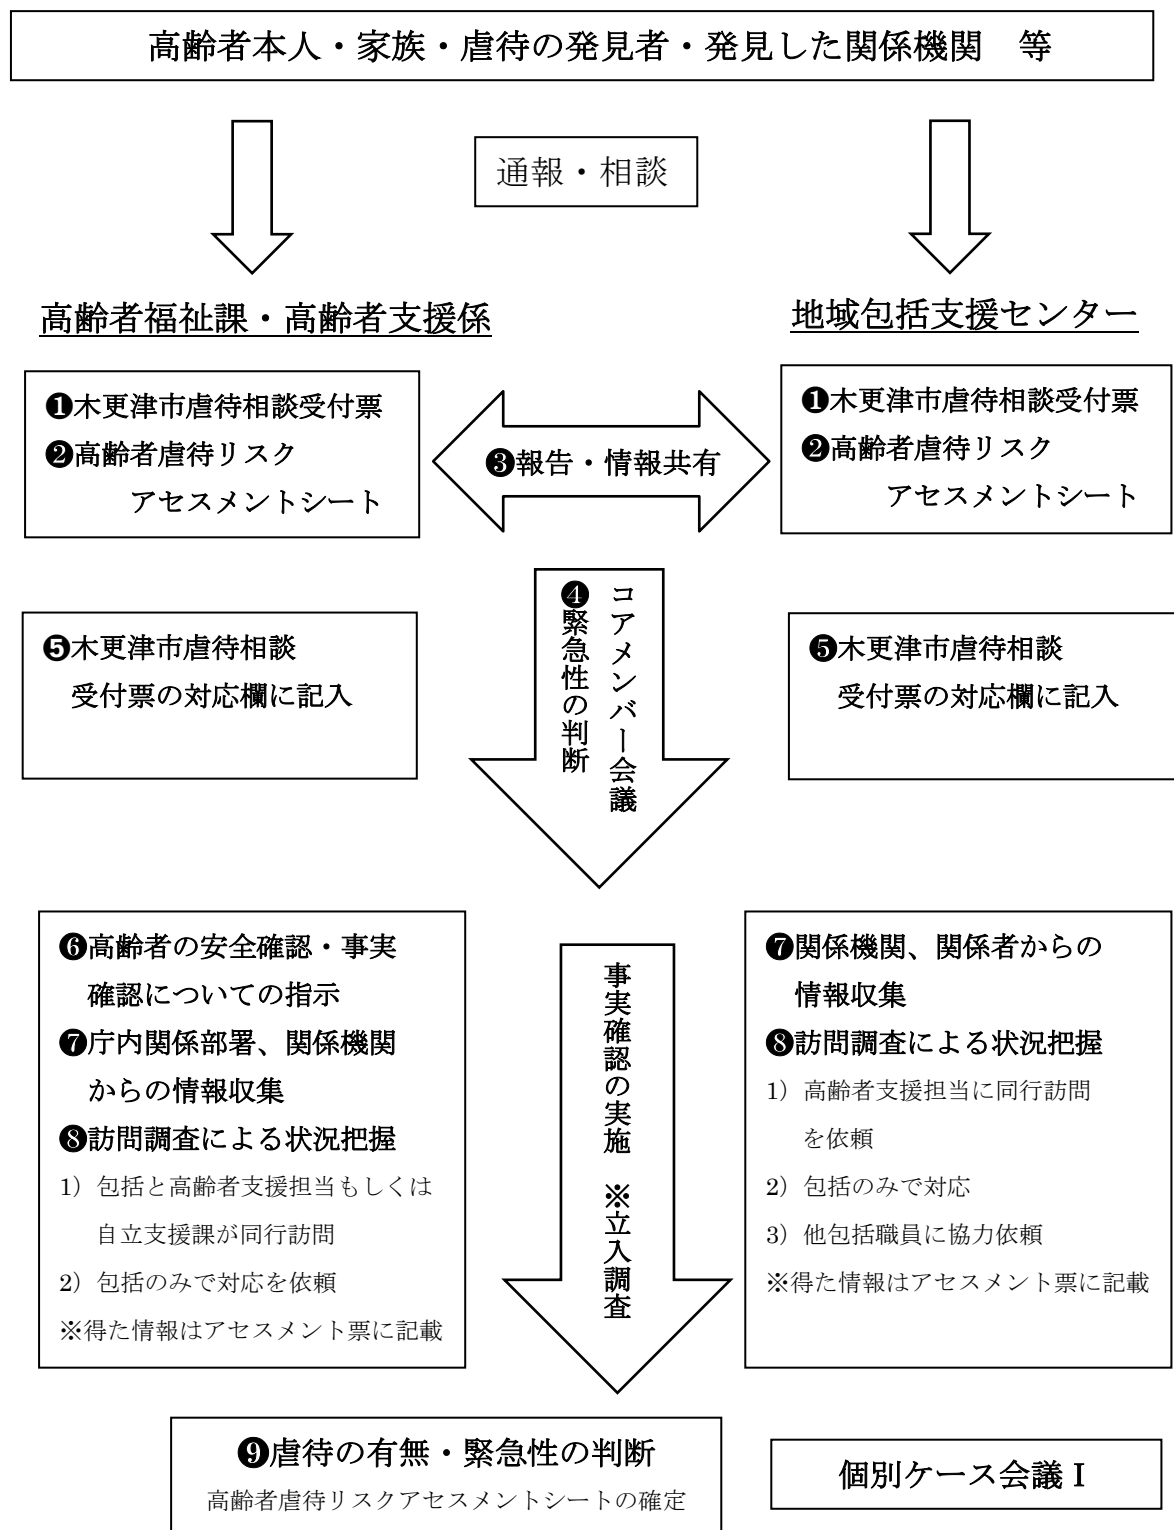 高齢者本人・家族・虐待の発見者・発見した関係機関　等
通報・相談
高齢者福祉課・高齢者支援係
地域包括支援センター
❶木更津市虐待相談受付票
❷高齢者虐待リスク
アセスメントシート
❸報告・情報共有
❶木更津市虐待相談受付票
❷高齢者虐待リスク
アセスメントシート
コアメンバー会議
❹緊急性の判断
❺木更津市虐待相談
受付票の対応欄に記入
❺木更津市虐待相談
受付票の対応欄に記入
❻高齢者の安全確認・事実
確認についての指示
❼庁内関係部署、関係機関
からの情報収集
❽訪問調査による状況把握
1）包括と高齢者支援担当もしくは
自立支援課が同行訪問
2）包括のみで対応を依頼
※得た情報はアセスメント票に記載
事実確認の実施　※立入調査
❼関係機関、関係者からの
情報収集
❽訪問調査による状況把握
1）高齢者支援担当に同行訪問
を依頼
2）包括のみで対応
3）他包括職員に協力依頼
※得た情報はアセスメント票に記載
❾虐待の有無・緊急性の判断
高齢者虐待リスクアセスメントシートの確定
個別ケース会議Ⅰ